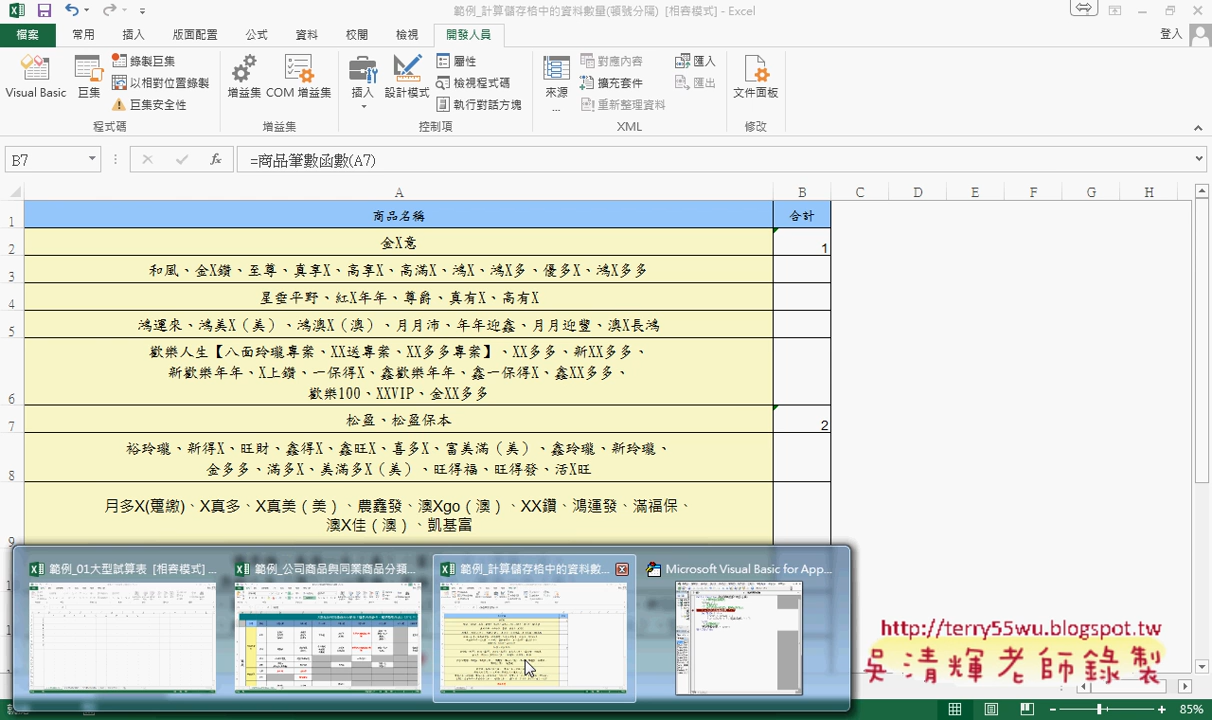 範例_計算儲存格中的資料數量(頓號分隔) [相容模式] - Excel
檔案 常用 插入 版面配置 公式 資料 校閱 檢視 開發人員 登入
Visual Basic 巨集 錄製巨集 以相對位置錄製 巨集安全性 程式碼
增益集 COM 增益集 增益集
插入 設計模式 屬性 檢視程式碼 執行對話方塊 控制項
來源 ... 對應內容 擴充套件 重新整理資料 匯入 匯出 XML
文件面板 修改
B7 fx =商品筆數函數(A7)
A B C D E F G H
1 商品名稱 合計
2 金X意 1
3 和風、金X鑽、至尊、真享X、高享X、高滿X、鴻X、鴻X多、優多X、鴻X多多
4 星垂平野、紅X年年、尊爵、真有X、高有X
5 鴻運來、鴻美X（美）、鴻澳X（澳）、月月沛、年年迎鑫、月月迎豐、澳X長鴻
歡樂人生【八面玲瓏專案、XX送專案、XX多多專案】、XX多多、新XX多多、
新歡樂年年、X上鑽、一保得X、鑫歡樂年年、鑫一保得X、鑫XX多多、
6 歡樂100、XXVIP、金XX多多
7 松盈、松盈保本 2
裕玲瓏、新得X、旺財、鑫得X、鑫旺X、喜多X、富美滿（美）、鑫玲瓏、新玲瓏、
8 金多多、滿多X、美滿多X（美）、旺得福、旺得發、活X旺
月多X(躉繳)、X真多、X真美（美）、農鑫發、澳Xgo（澳）、XX鑽、鴻運發、滿福保、
9 澳X佳（澳）、凱基富
範例_01大型試算表 [相容模式] ...
範例_公司商品與同業商品分類...
範例_計算儲存格中的資料數...
Microsoft Visual Basic for App...
http://terry55wu.blogspot.tw
吳清輝老師錄製
85%